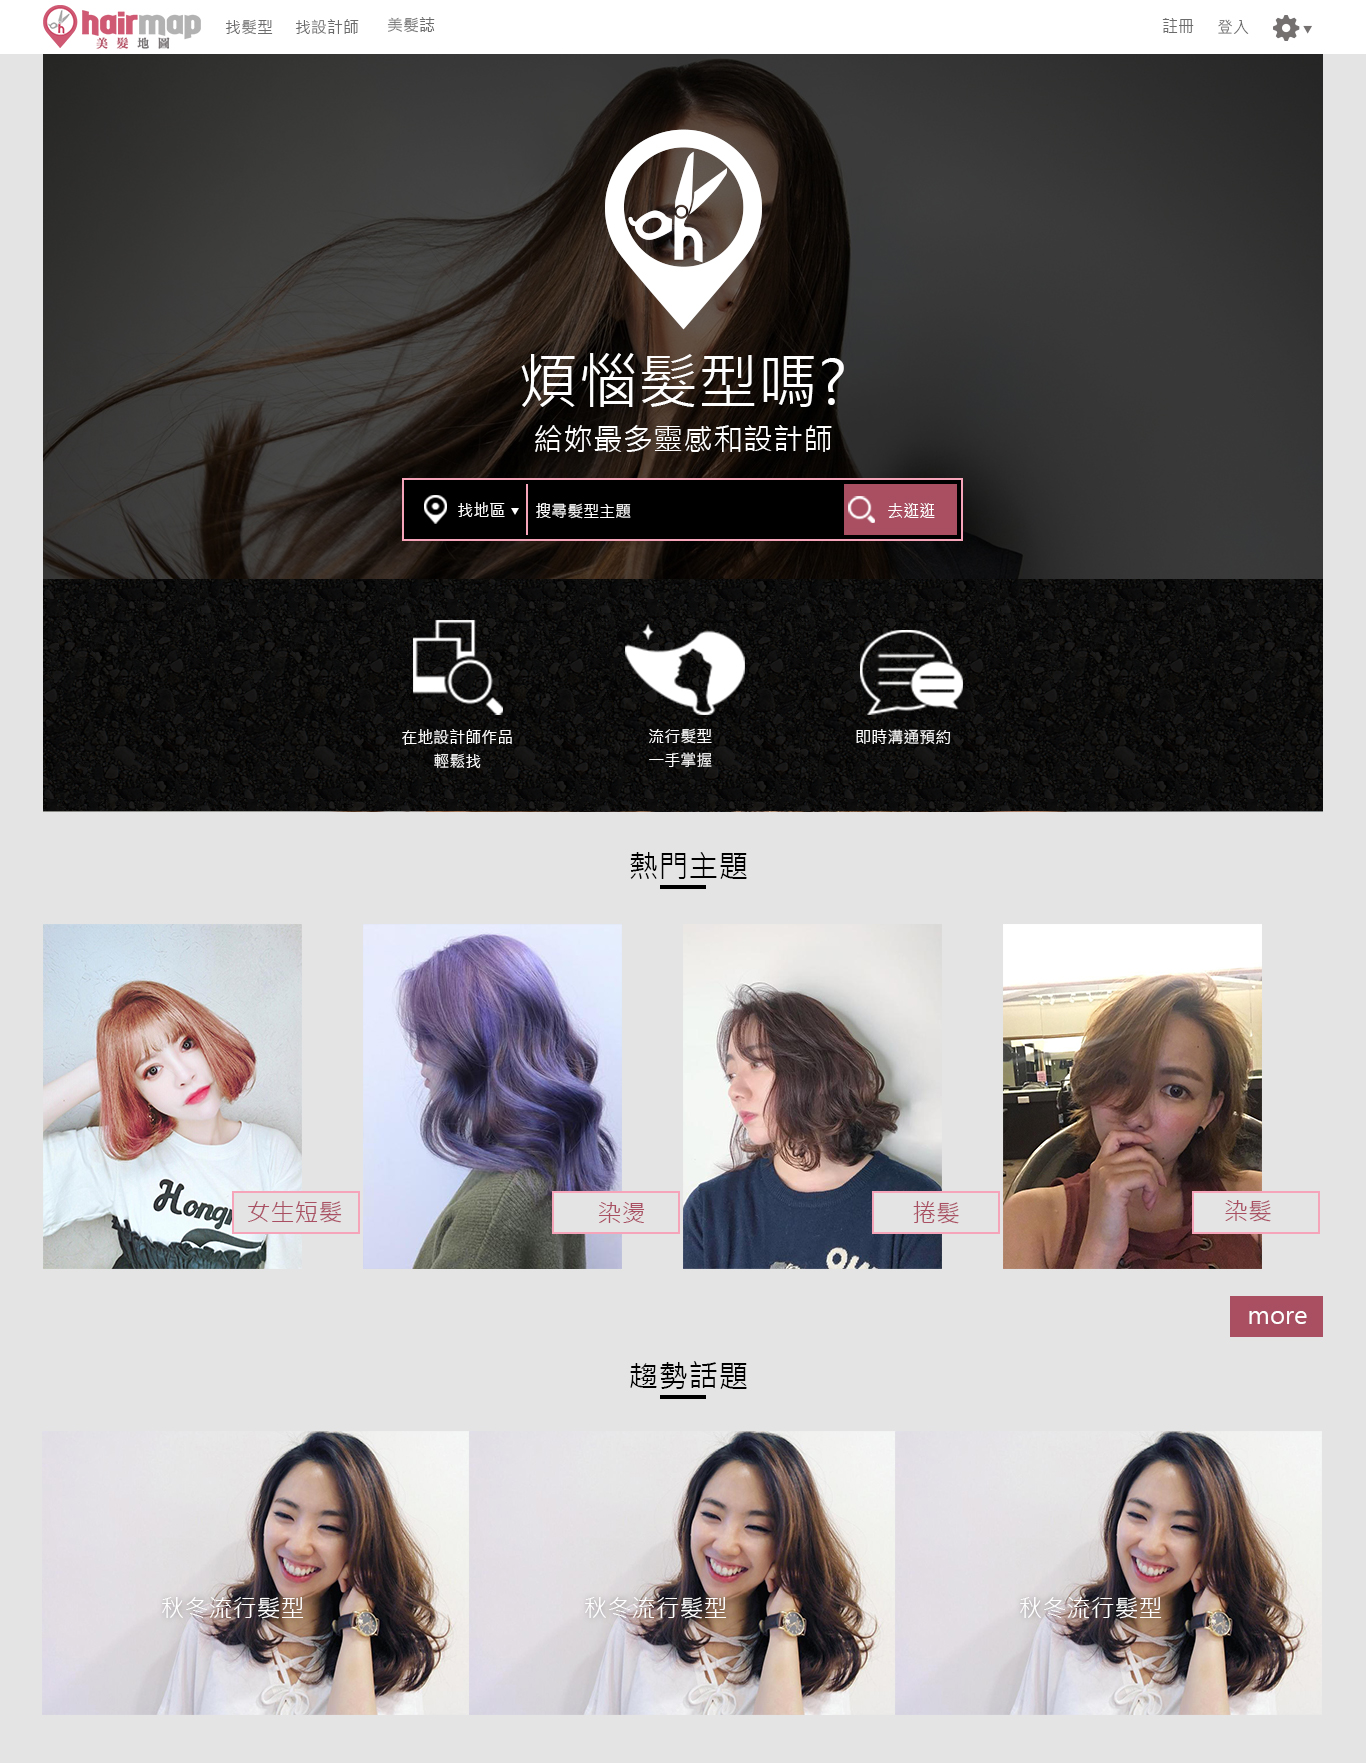 hairmap
美髮地圖
找髮型 找設計師 美髮誌
註冊 登入
煩惱髮型嗎?
給妳最多靈感和設計師
找地區 搜尋髮型主題 去逛逛
在地設計師作品
輕鬆找
流行髮型
一手掌握
即時溝通預約
熱門主題
女生短髮
染燙
捲髮
染髮
more
趨勢話題
秋冬流行髮型
秋冬流行髮型
秋冬流行髮型